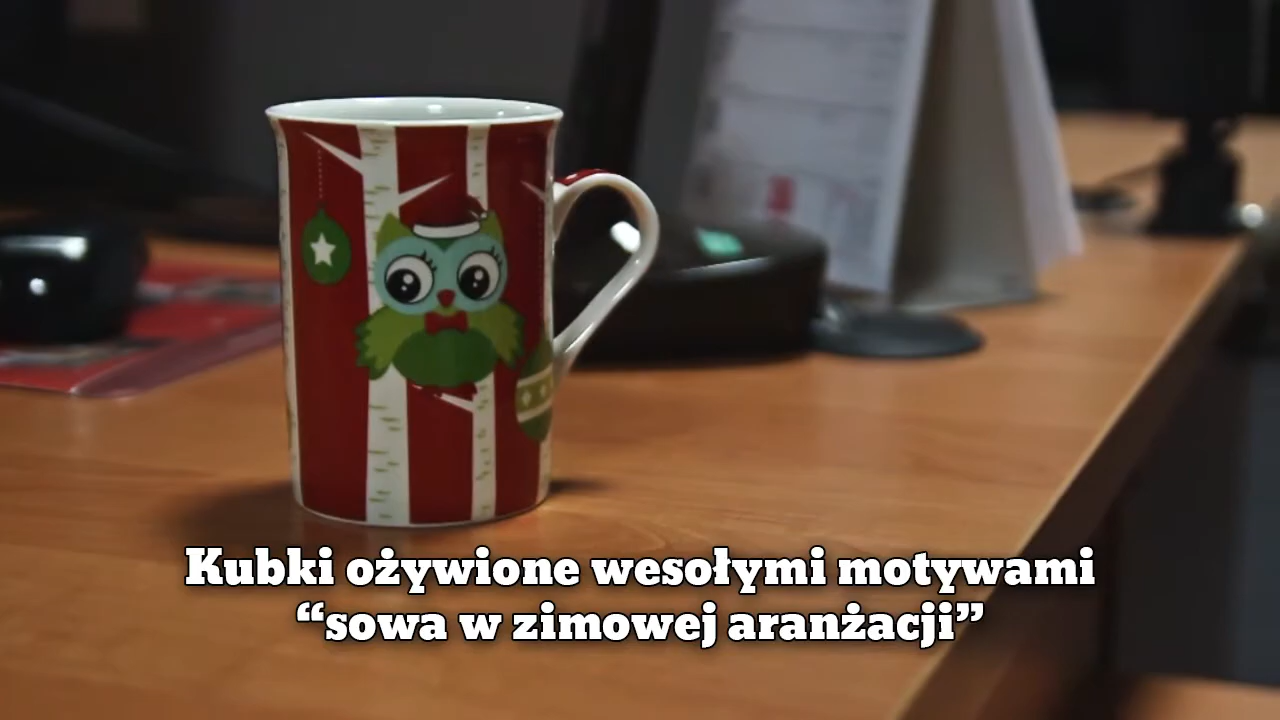 Kubki ożywione wesołymi motywami
“sowa w zimowej aranżacji”